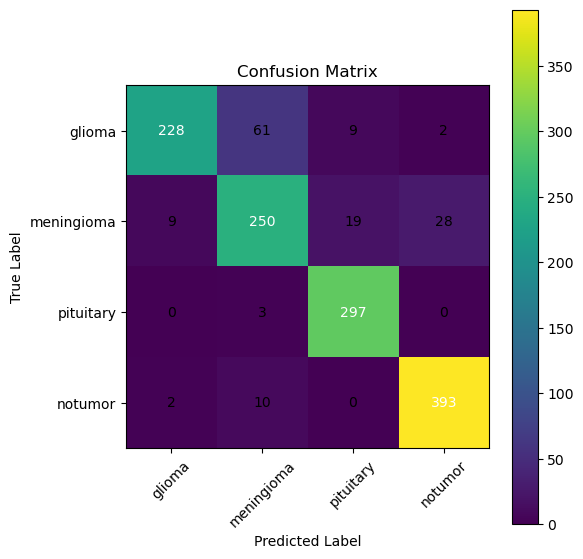 Confusion Matrix
glioma 228 61 9 2
meningioma 9 250 19 28
pituitary 0 3 297 0
notumor 2 10 0 393
glioma meningioma pituitary notumor
Predicted Label
True Label
350
300
250
200
150
100
50
0